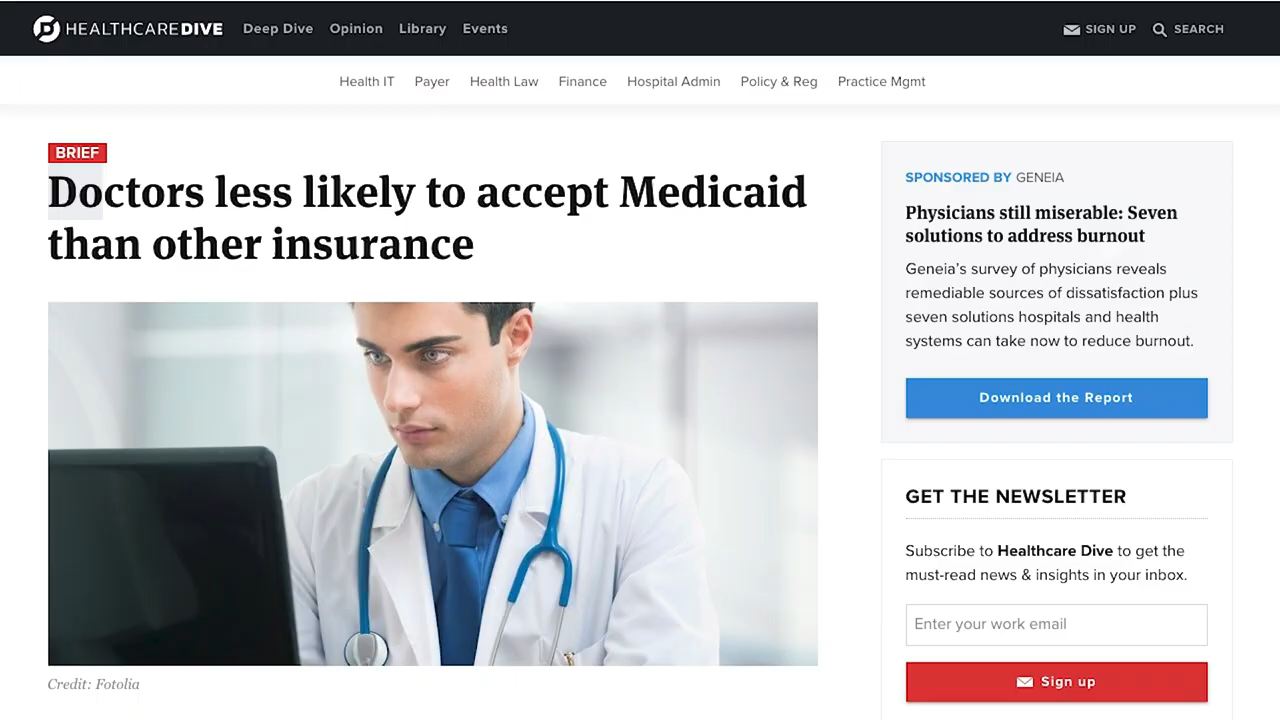 HEALTHCAREDIVE Deep Dive Opinion Library Events SIGN UP SEARCH
Health IT Payer Health Law Finance Hospital Admin Policy & Reg Practice Mgmt
BRIEF
Doctors less likely to accept Medicaid
than other insurance
Credit: Fotolia
SPONSORED BY GENEIA
Physicians still miserable: Seven
solutions to address burnout
Geneia's survey of physicians reveals
remediable sources of dissatisfaction plus
seven solutions hospitals and health
systems can take now to reduce burnout.
Download the Report
GET THE NEWSLETTER
Subscribe to Healthcare Dive to get the
must-read news & insights in your inbox.
Enter your work email
Sign up